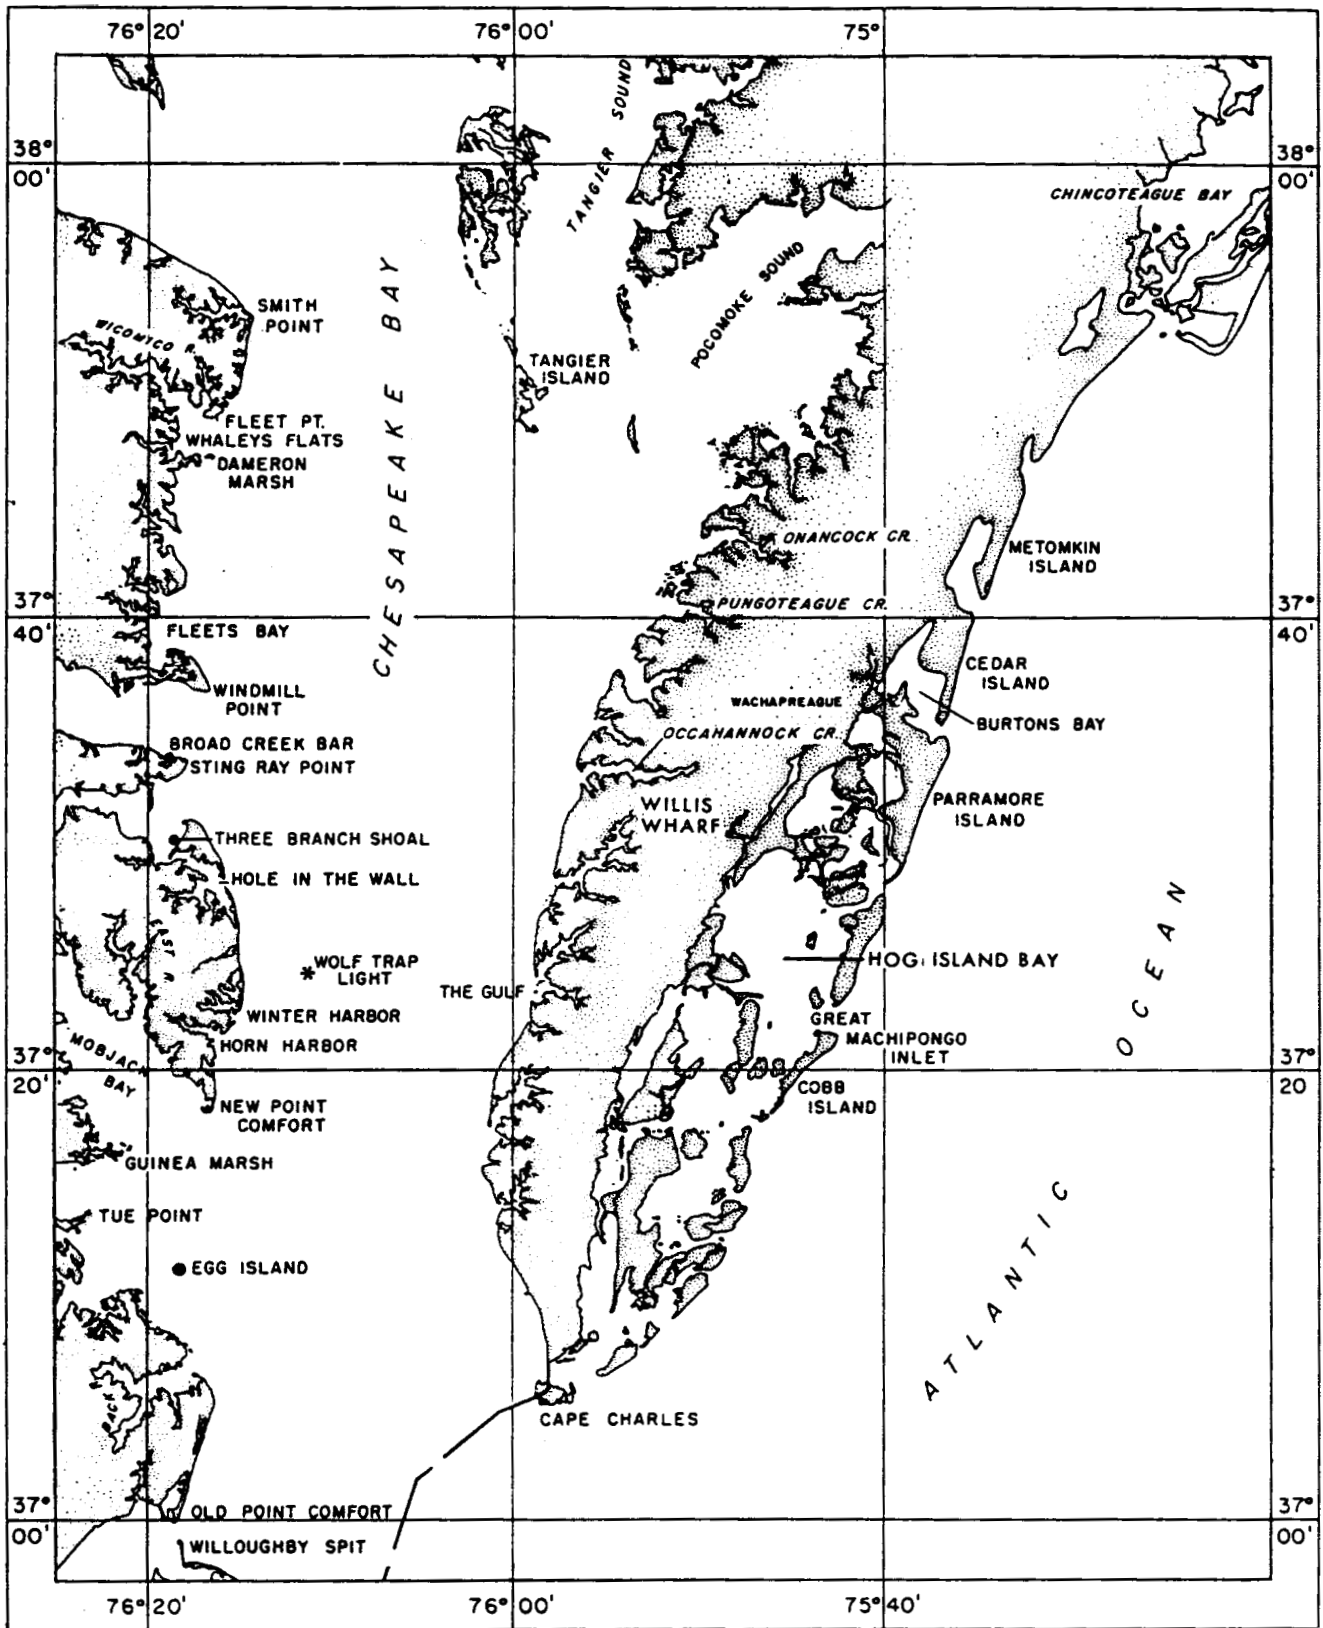 76°20'
76°00'
75°
38°
00'
38°
00'
TANGIER SOUND
CHINCOTEAGUE BAY
CHESAPEAKE BAY
POCOMOKE SOUND
SMITH
POINT
WICOMYCO R.
TANGIER
ISLAND
FLEET PT.
WHALEYS FLATS
DAMERON
MARSH
ONANCOCK CR.
METOMKIN
ISLAND
PUNGOTEAGUE CR.
37°
40'
37°
40'
FLEETS BAY
CEDAR
ISLAND
WINDMILL
POINT
WACHAPREAGUE
BURTONS BAY
OCCAHANNOCK CR.
BROAD CREEK BAR
STING RAY POINT
WILLIS
WHARF
PARRAMORE
ISLAND
THREE BRANCH SHOAL
HOLE IN THE WALL
EAST R.
WOLF TRAP
LIGHT
HOG ISLAND BAY
THE GULF
WINTER HARBOR
GREAT
MACHIPONGO
INLET
HORN HARBOR
MOBJACK
BAY
37°
20'
37°
20
COBB
ISLAND
NEW POINT
COMFORT
GUINEA MARSH
TUE POINT
EGG ISLAND
ATLANTIC OCEAN
BACK
CAPE CHARLES
37°
00'
37°
00'
OLD POINT COMFORT
WILLOUGHBY SPIT
76°20'
76°00'
75°40'